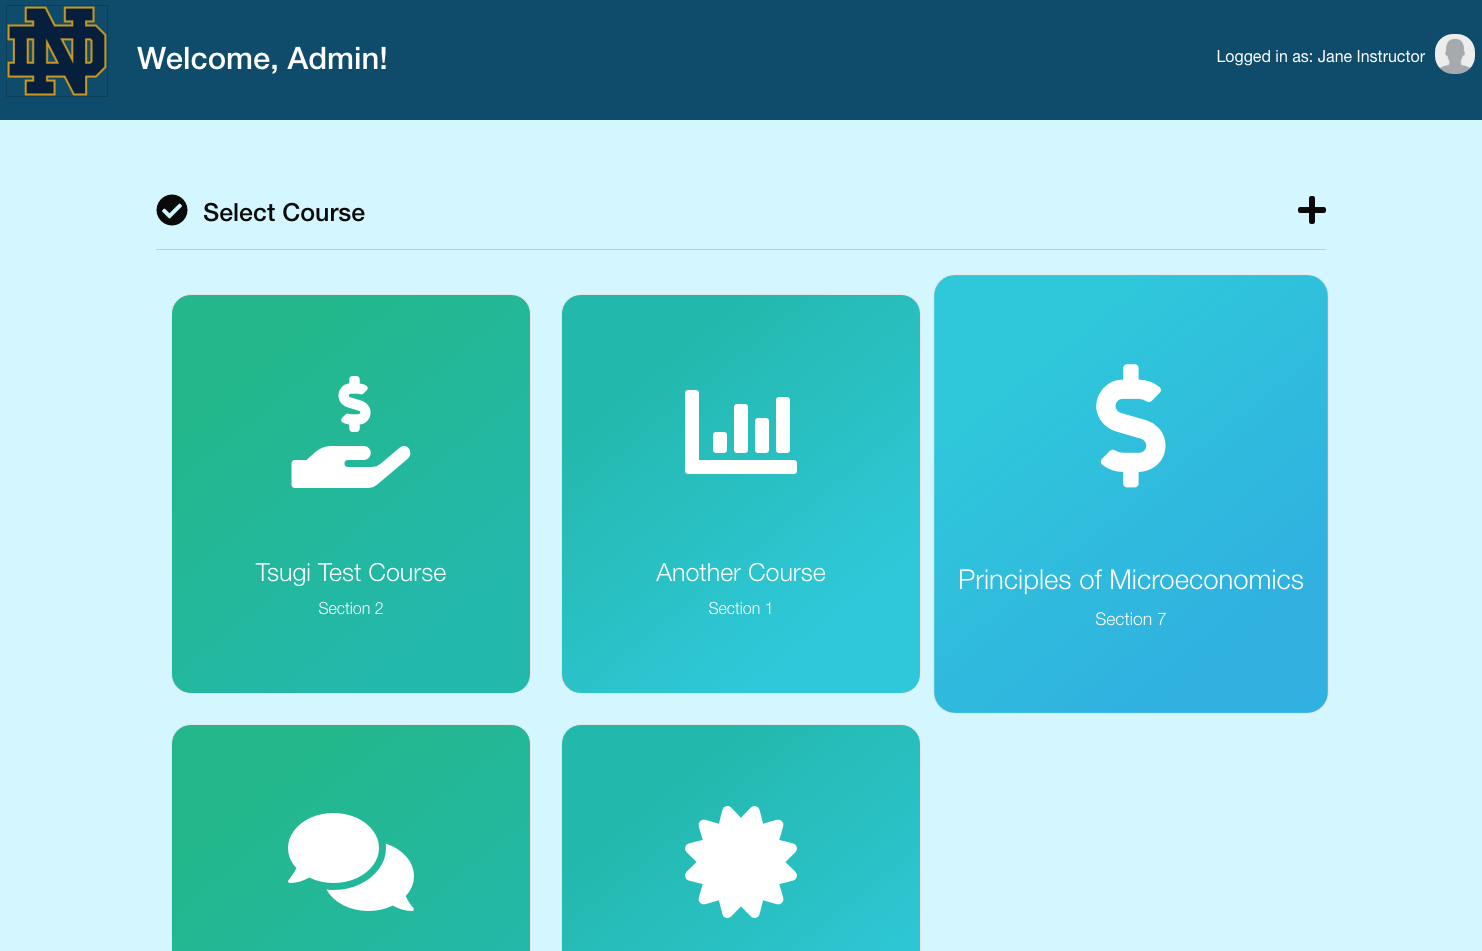 ND
Welcome, Admin!
Logged in as: Jane Instructor
Select Course
Tsugi Test Course
Section 2
Another Course
Section 1
Principles of Microeconomics
Section 7